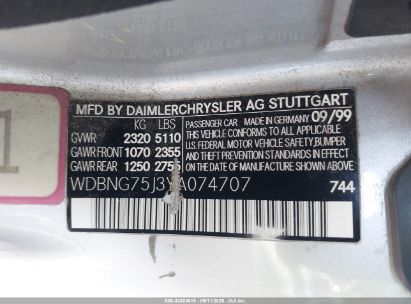 MFD BY DAIMLERCHRYSLER AG STUTTGART
KG LBS
GVWR 2320 5110
GAWR FRONT 1070 2355
GAWR REAR 1250 2755
PASSENGER CAR MADE IN GERMANY 09/99
THIS VEHICLE CONFORMS TO ALL APPLICABLE
U.S. FEDERAL MOTOR VEHICLE SAFETY, BUMPER
AND THEFT PREVENTION STANDARDS IN EFFECT
ON THE DATE OF MANUFACTURE SHOWN ABOVE
WDBNG75J3YA074707
744
1